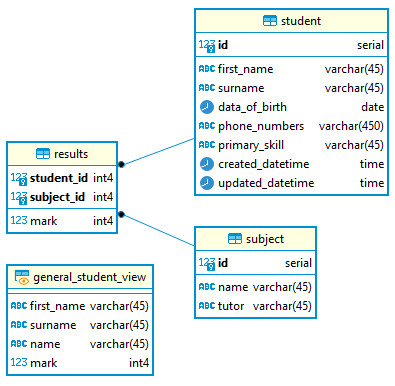 student
123 id serial
ABC first_name varchar(45)
ABC surname varchar(45)
data_of_birth date
ABC phone_numbers varchar(450)
ABC primary_skill varchar(45)
created_datetime time
updated_datetime time
results
123 student_id int4
123 subject_id int4
123 mark int4
subject
123 id serial
ABC name varchar(45)
ABC tutor varchar(45)
general_student_view
ABC first_name varchar(45)
ABC surname varchar(45)
ABC name varchar(45)
123 mark int4